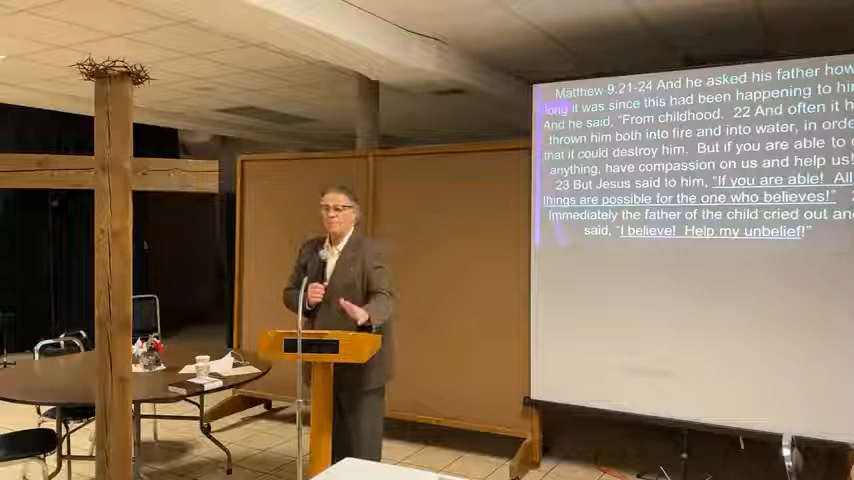 Matthew 9.21-24 And he asked his father how
long it was since this had been happening to
And he said, “From childhood.  22 And often it
thrown him both into fire and into water, in
that it could destroy him.  But if you are able to
anything, have compassion on us and help us!
23 But Jesus said to him, “If you are able!  All
things are possible for the one who believes!”
Immediately the father of the child cried out
said, “I believe!  Help my unbelief!”